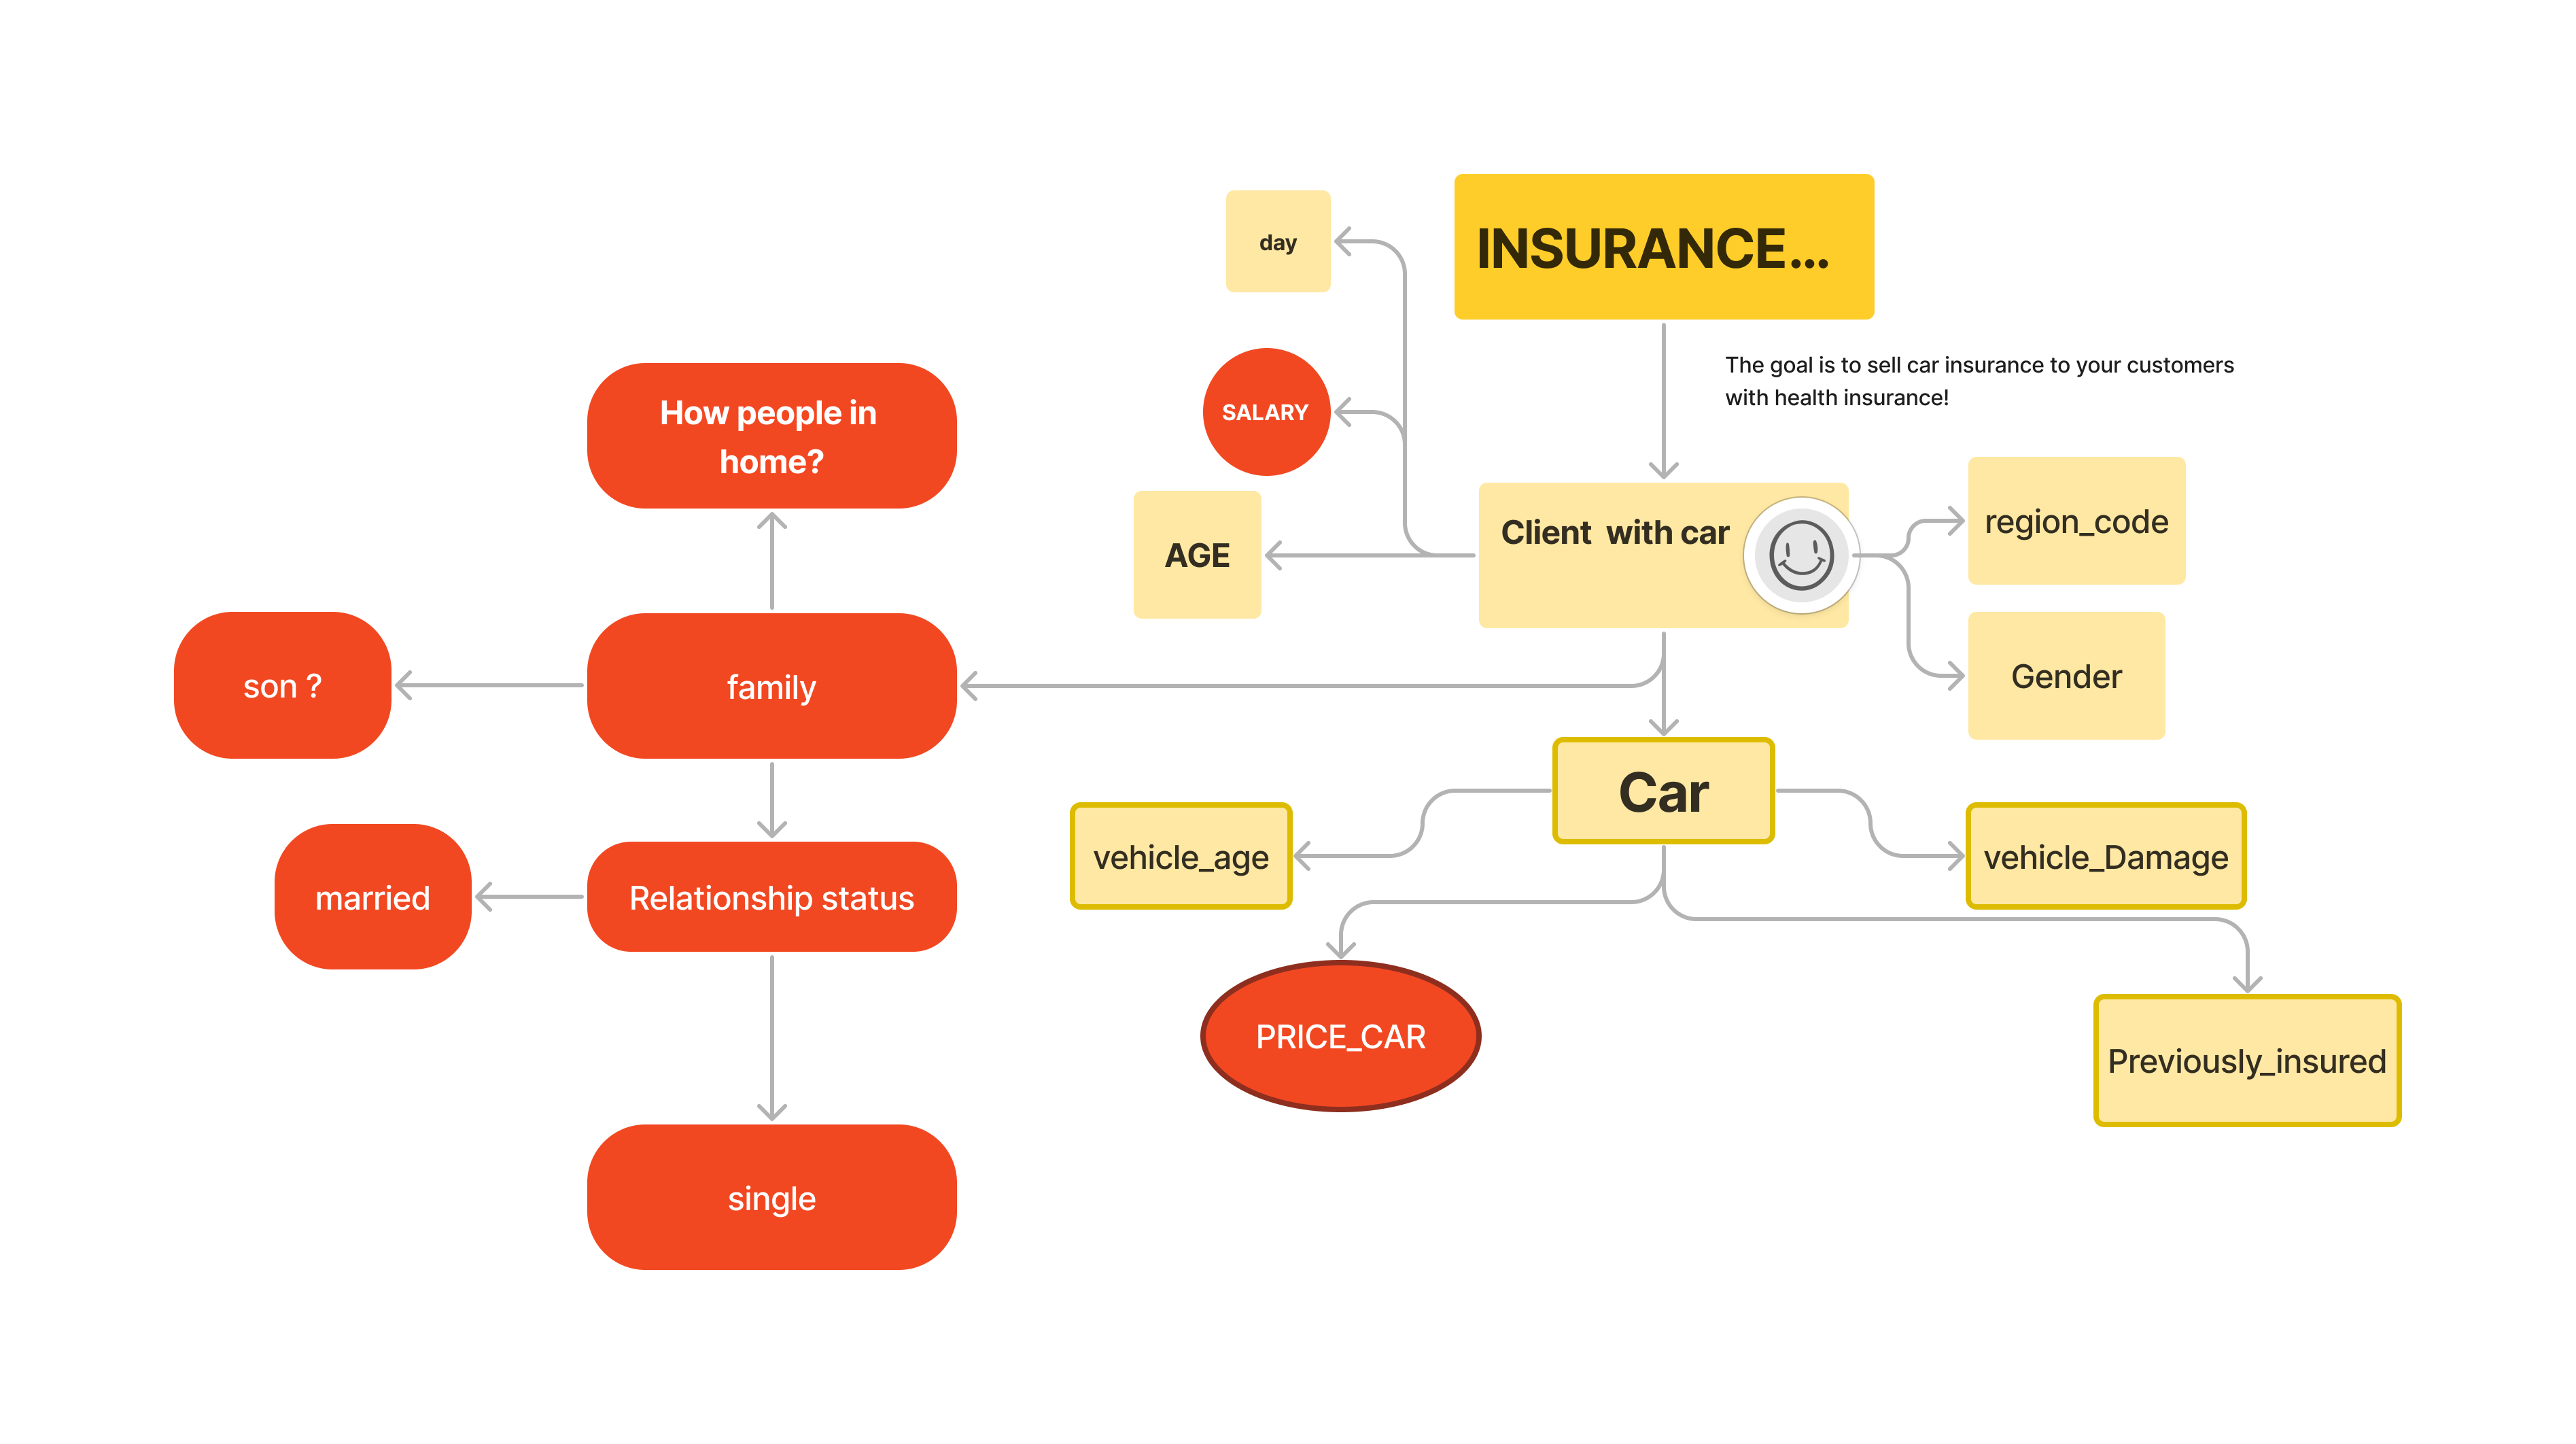 INSURANCE...
day
The goal is to sell car insurance to your customers
with health insurance!
SALARY
How people in
home?
Client  with car
region_code
AGE
Gender
son ?
family
Car
vehicle_age
vehicle_Damage
married
Relationship status
PRICE_CAR
Previously_insured
single